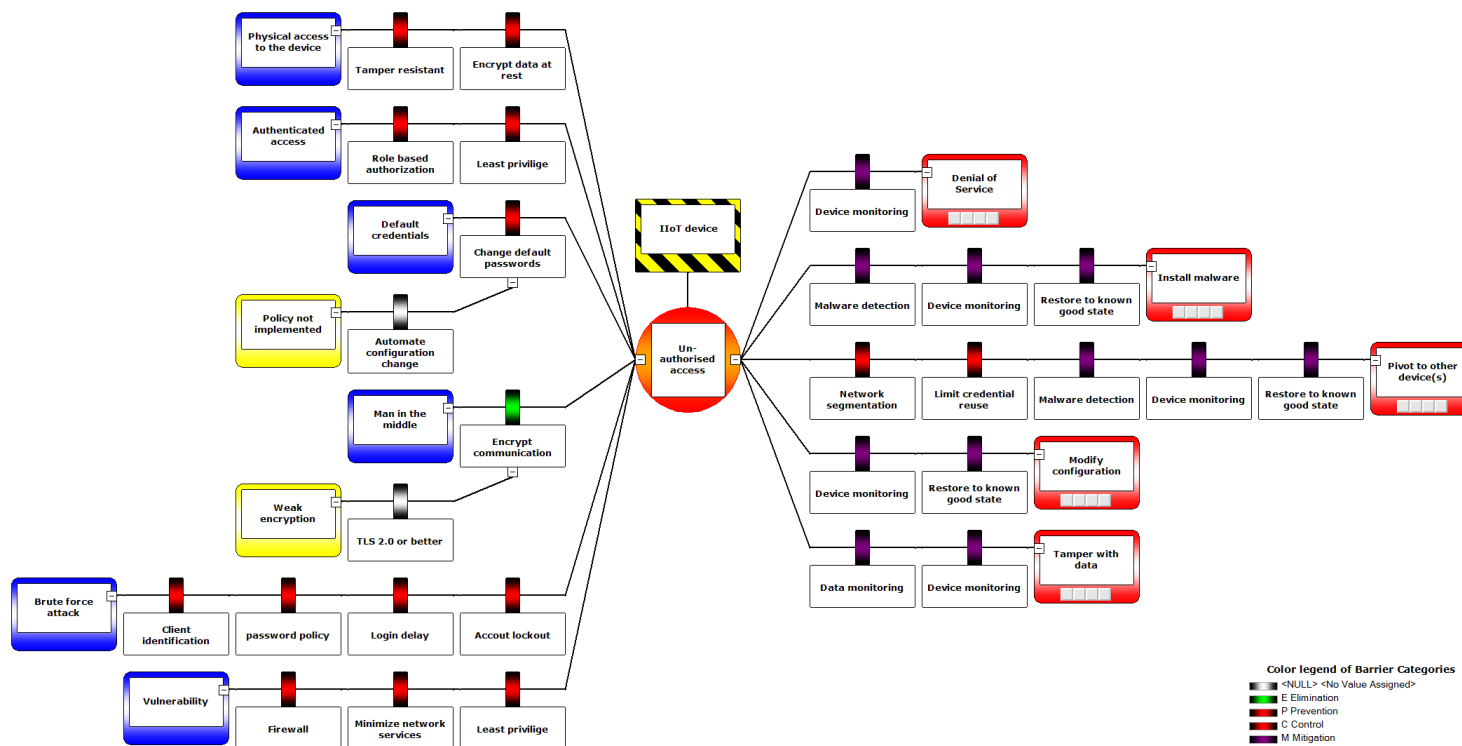 Physical access
to the device
Tamper resistant
Encrypt data at
rest
Authenticated
access
Role based
authorization
Least privilige
Default
credentials
Change default
passwords
Policy not
implemented
Automate
configuration
change
Man in the
middle
Encrypt
communication
Weak
encryption
TLS 2.0 or better
Brute force
attack
Client
identification
password policy
Login delay
Accout lockout
Vulnerability
Firewall
Minimize network
services
Least privilige
IIoT device
Un-
authorised
access
Device monitoring
Denial of
Service
Malware detection
Device monitoring
Restore to known
good state
Install malware
Network
segmentation
Limit credential
reuse
Malware detection
Device monitoring
Restore to known
good state
Pivot to other
device(s)
Device monitoring
Restore to known
good state
Modify
configuration
Data monitoring
Device monitoring
Tamper with
data
Color legend of Barrier Categories
<NULL> <No Value Assigned>
E Elimination
P Prevention
C Control
M Mitigation